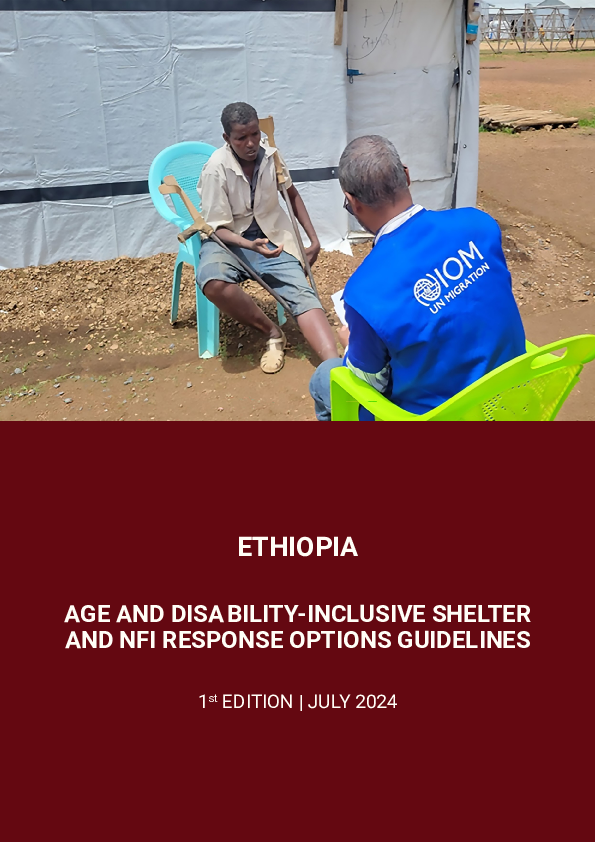 IOM
UN MIGRATION
ETHIOPIA
AGE AND DISABILITY-INCLUSIVE SHELTER
AND NFI RESPONSE OPTIONS GUIDELINES
1st EDITION | JULY 2024